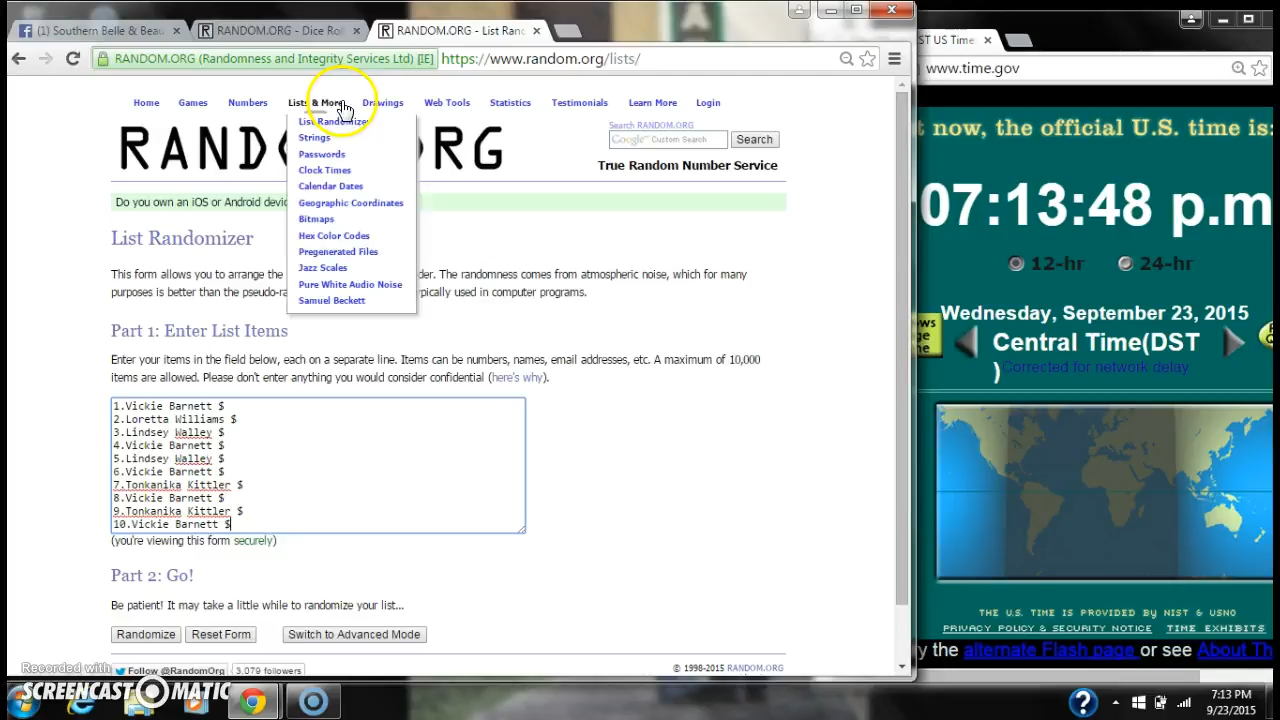 (1) Southern Belle & Beau
RANDOM.ORG - Dice Rol
RANDOM.ORG - List Ran
RANDOM.ORG (Randomness and Integrity Services Ltd) [IE]
https://www.random.org/lists/
Home Games Numbers Lists & More Drawings Web Tools Statistics Testimonials Learn More Login
List Randomizer
Strings
Passwords
Clock Times
Calendar Dates
Geographic Coordinates
Bitmaps
Hex Color Codes
Pregenerated Files
Jazz Scales
Pure White Audio Noise
Samuel Beckett
RAND RG
Search RANDOM.ORG
Google Custom Search
Search
True Random Number Service
Do you own an iOS or Android devic
List Randomizer
This form allows you to arrange the der. The randomness comes from atmospheric noise, which for many
purposes is better than the pseudo-ra ypically used in computer programs.
Part 1: Enter List Items
Enter your items in the field below, each on a separate line. Items can be numbers, names, email addresses, etc. A maximum of 10,000
items are allowed. Please don't enter anything you would consider confidential (here's why).
1.Vickie Barnett $
2.Loretta Williams $
3.Lindsey Walley $
4.Vickie Barnett $
5.Lindsey Walley $
6.Vickie Barnett $
7.Tonkanika Kittler $
8.Vickie Barnett $
9.Tonkanika Kittler $
10.Vickie Barnett $
(you're viewing this form securely)
Part 2: Go!
Be patient! It may take a little while to randomize your list...
Randomize Reset Form Switch to Advanced Mode
Follow @RandomOrg 3,079 followers
© 1998-2015 RANDOM.ORG
Recorded with
SCREENCAST MATIC
ST US Time
www.time.gov
t now, the official U.S. time is:
07:13:48 p.m
12-hr 24-hr
Wednesday, September 23, 2015
ws
ge
me
Central Time(DST
)
Corrected for network delay
THE U.S. TIME IS PROVIDED BY NIST & USNO
PRIVACY POLICY & SECURITY NOTICE TIME EXHIBITS
y the alternate Flash page or see About Th
7:13 PM
9/23/2015